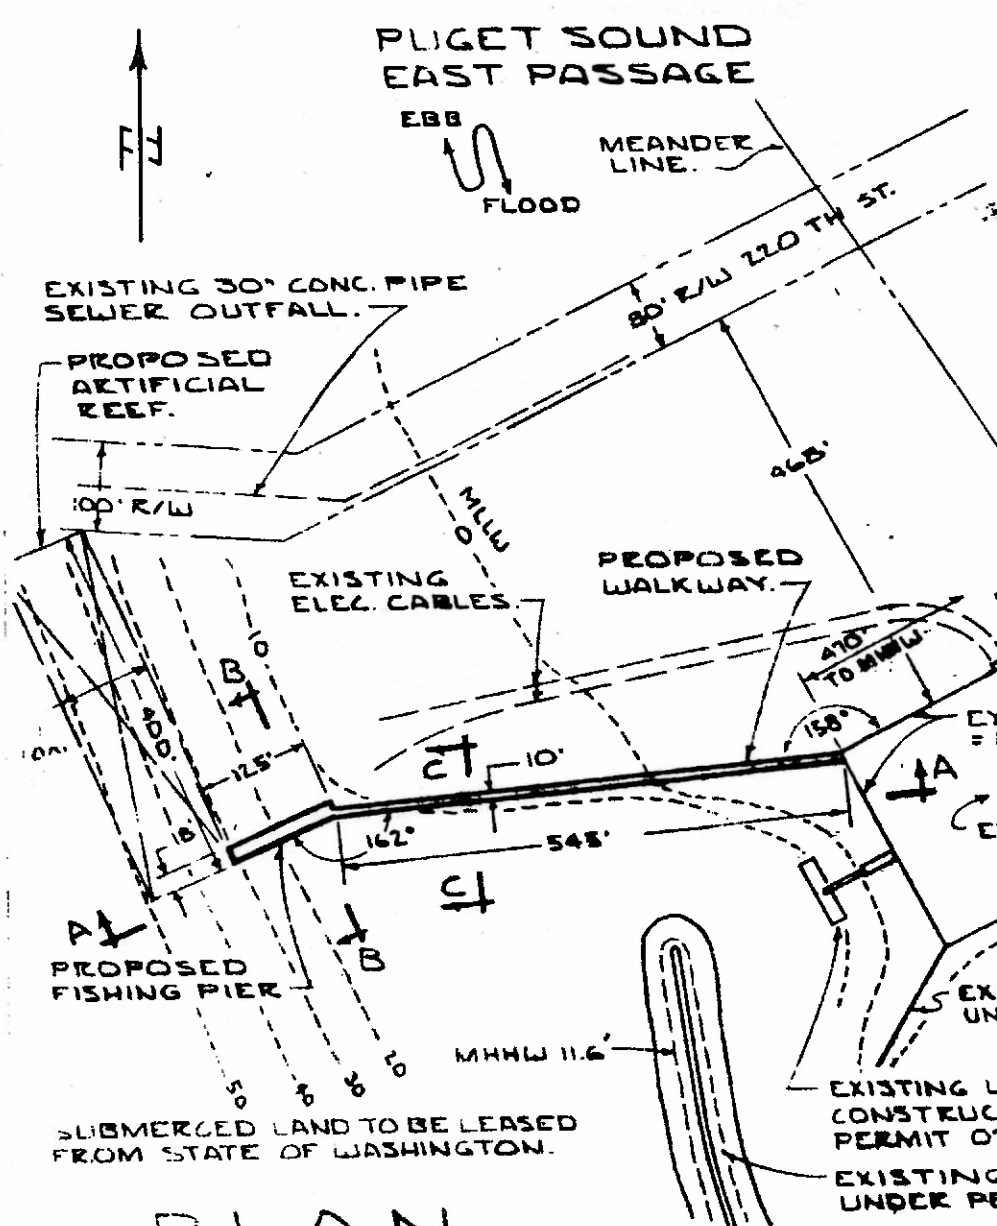 PUGET SOUND
EAST PASSAGE
EBB
FLOOD
MEANDER
LINE.
80' R/W 220 TH ST.
EXISTING 30" CONC. PIPE
SEWER OUTFALL.
PROPOSED
ARTIFICIAL
REEF.
100' R/W
468'
MLLW
0
EXISTING
ELEC. CABLES.
PROPOSED
WALKWAY.
470'
TO MHHW
158°
10
B
400'
125'
C
10'
A
162°
545'
C
18'
A
B
PROPOSED
FISHING PIER
50
40
30
20
MHHW 11.6'
EXISTING
CONSTRUC
PERMIT
EXISTING
UNDER
SUBMERGED LAND TO BE LEASED
FROM STATE OF WASHINGTON.
PLAN